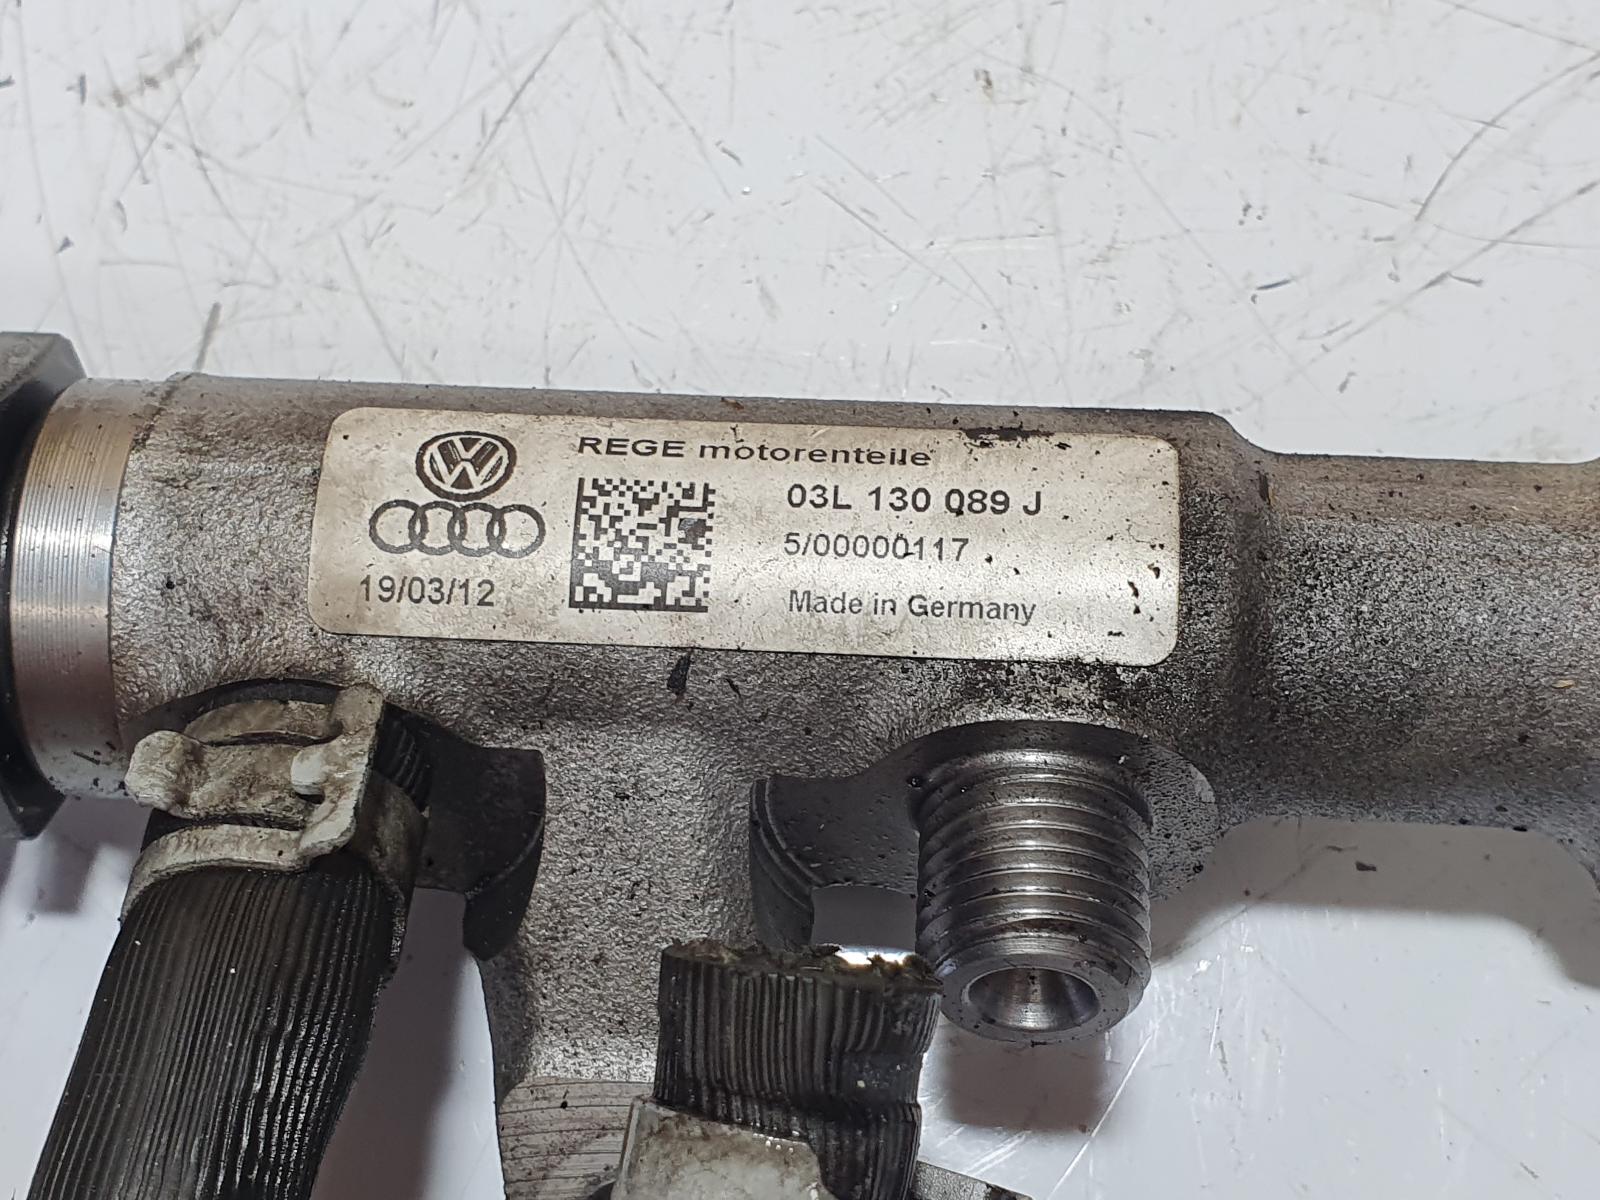 REGE motorenteile
03L 130 089 J
5/00000117
19/03/12
Made in Germany